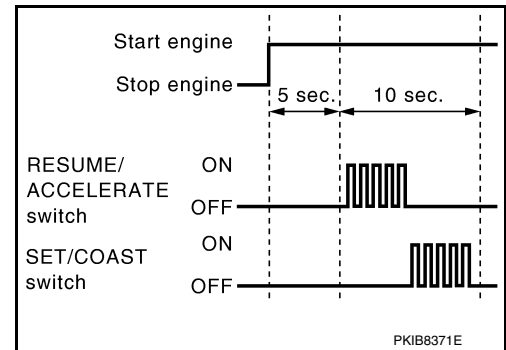 Start engine
Stop engine
5 sec.
10 sec.
RESUME/
ACCELERATE
switch
ON
OFF
SET/COAST
switch
ON
OFF
PKIB8371E